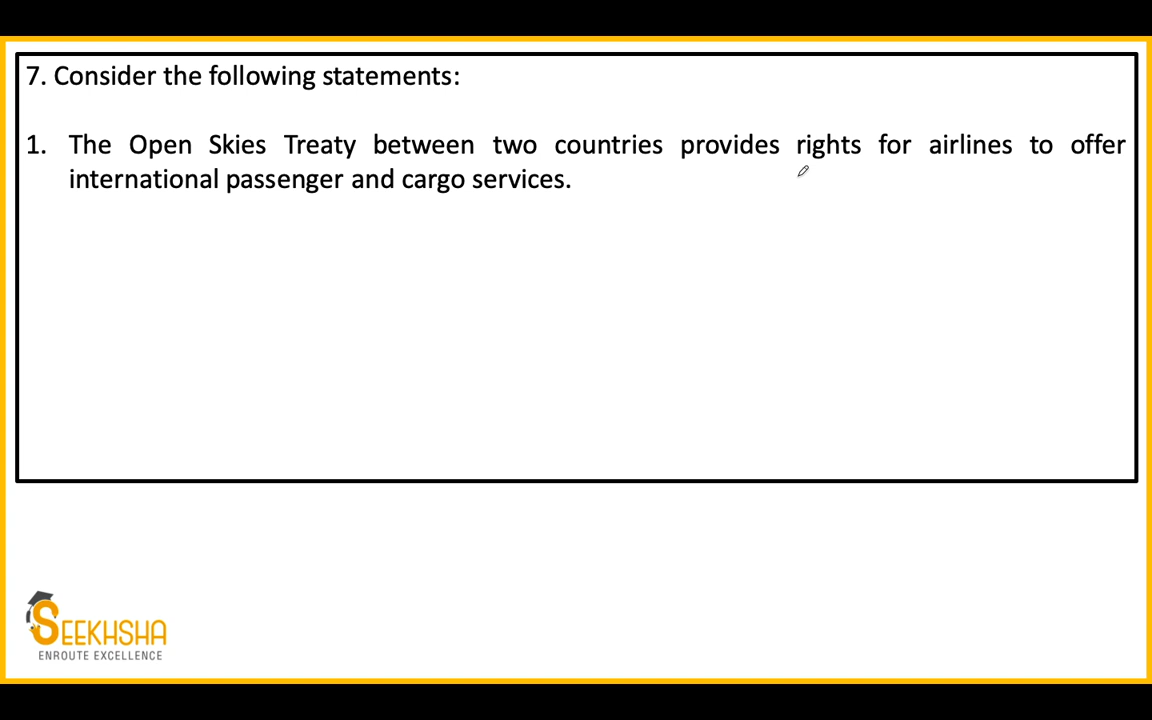 7. Consider the following statements:
1. The Open Skies Treaty between two countries provides rights for airlines to offer
international passenger and cargo services.
SEEKHSHA
ENROUTE EXCELLENCE